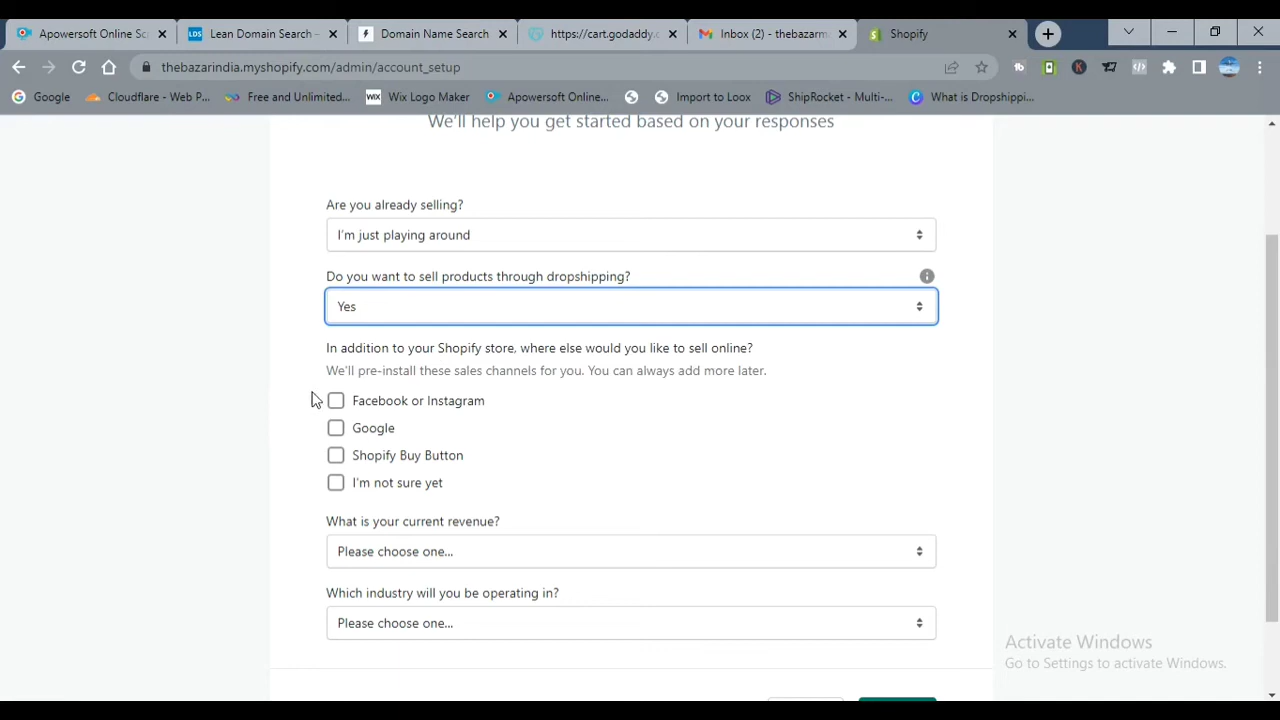 Apowersoft Online Sc
Lean Domain Search –
Domain Name Search
https://cart.godaddy.c
Inbox (2) - thebazarm
Shopify
thebazarindia.myshopify.com/admin/account_setup
Google
Cloudflare - Web P...
Free and Unlimited...
Wix Logo Maker
Apowersoft Online...
Import to Loox
ShipRocket - Multi-...
What is Dropshippi...
We'll help you get started based on your responses
Are you already selling?
I'm just playing around
Do you want to sell products through dropshipping?
Yes
In addition to your Shopify store, where else would you like to sell online?
We'll pre-install these sales channels for you. You can always add more later.
Facebook or Instagram
Google
Shopify Buy Button
I'm not sure yet
What is your current revenue?
Please choose one...
Which industry will you be operating in?
Please choose one...
Activate Windows
Go to Settings to activate Windows.